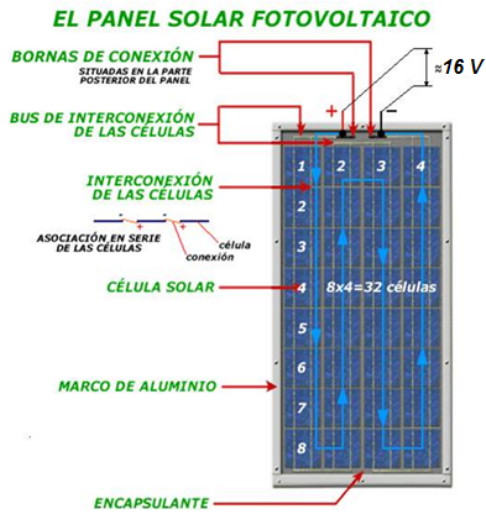 EL PANEL SOLAR FOTOVOLTAICO
BORNAS DE CONEXIÓN
SITUADAS EN LA PARTE
POSTERIOR DEL PANEL
≈16 V
+
-
BUS DE INTERCONEXIÓN
DE LAS CÉLULAS
INTERCONEXIÓN
DE LAS CÉLULAS
- + - +
célula
conexión
ASOCIACIÓN EN SERIE
DE LAS CÉLULAS
1 2 3 4
2
3
4
5
6
7
8
8x4=32 células
CÉLULA SOLAR
MARCO DE ALUMINIO
ENCAPSULANTE